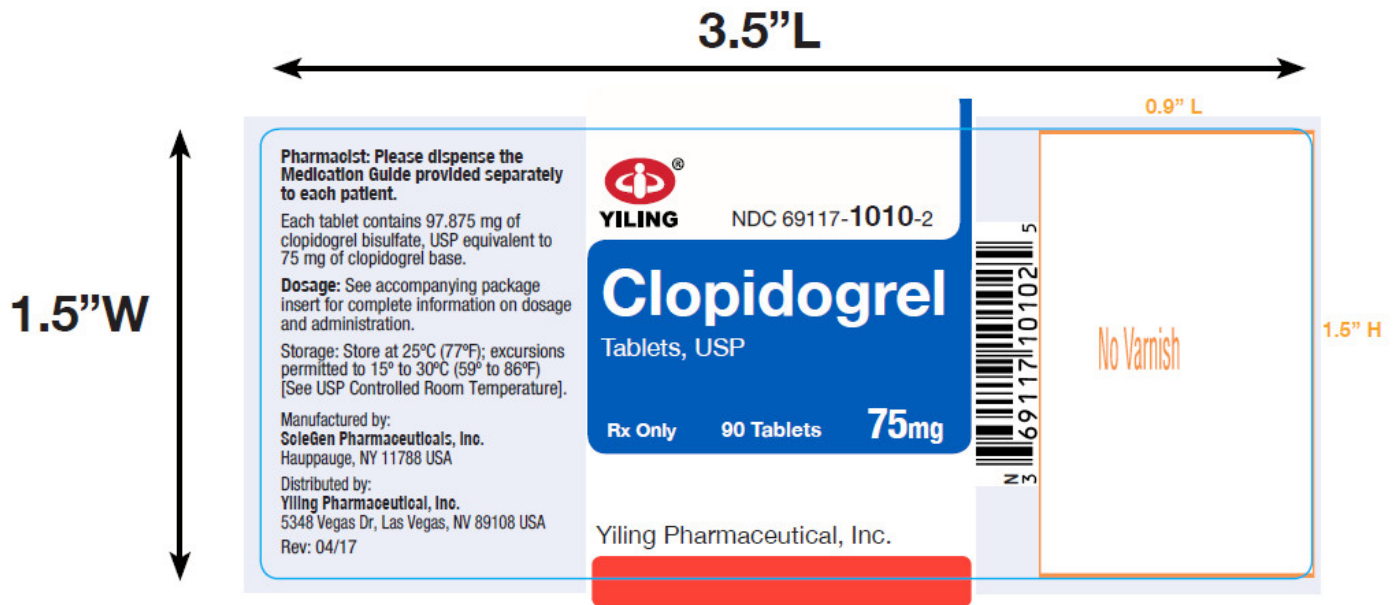 3.5”L
0.9” L
1.5”W
Pharmacist: Please dispense the
Medication Guide provided separately
to each patient.
Each tablet contains 97.875 mg of
clopidogrel bisulfate, USP equivalent to
75 mg of clopidogrel base.
Dosage: See accompanying package
insert for complete information on dosage
and administration.
Storage: Store at 25ºC (77ºF); excursions
permitted to 15º to 30ºC (59º to 86ºF)
[See USP Controlled Room Temperature].
Manufactured by:
ScieGen Pharmaceuticals, Inc.
Hauppauge, NY 11788 USA
Distributed by:
Yiling Pharmaceutical, Inc.
5348 Vegas Dr, Las Vegas, NV 89108 USA
Rev: 04/17
®
YILING
NDC 69117-1010-2
Clopidogrel
Tablets, USP
Rx Only 90 Tablets 75mg
Yiling Pharmaceutical, Inc.
N
3 69117 10102 5
No Varnish
1.5” H